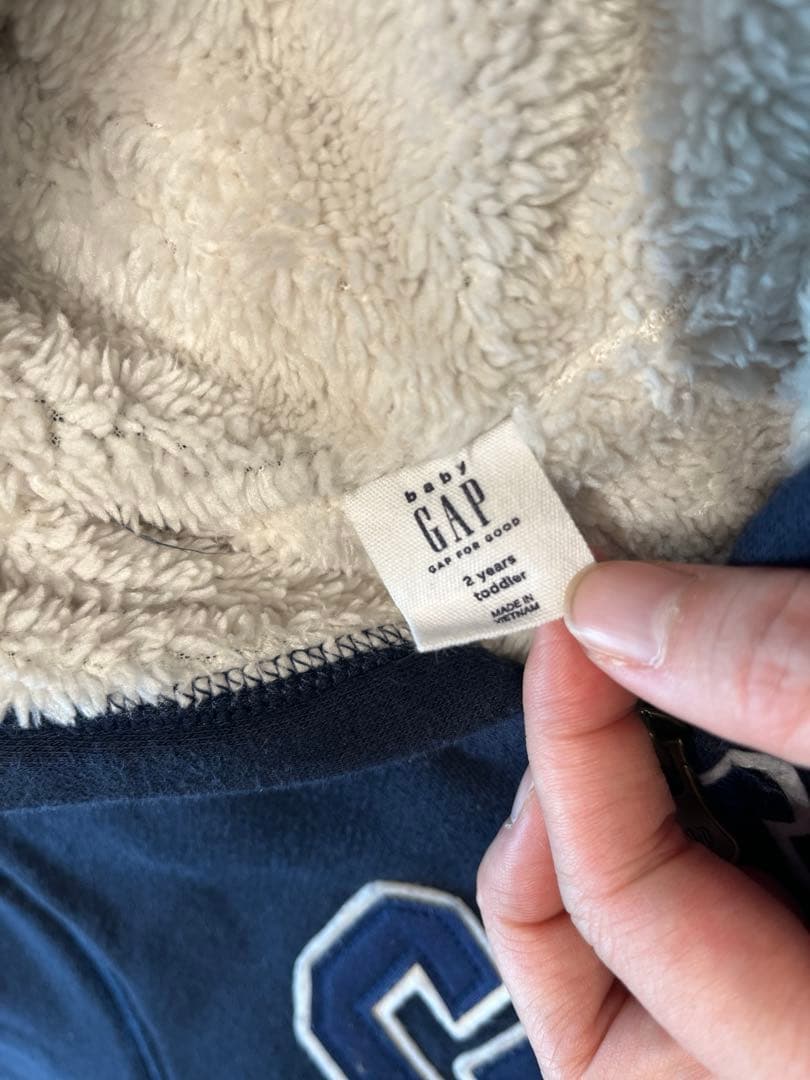 baby
GAP
GAP FOR GOOD
2 years
toddler
MADE IN
VIETNAM
G